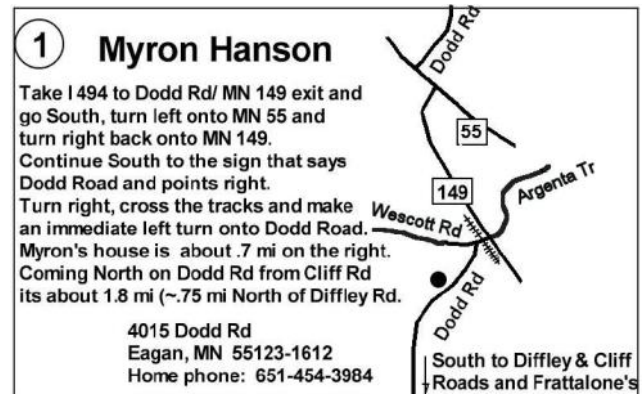 1
Myron Hanson
Take I 494 to Dodd Rd/ MN 149 exit and
go South, turn left onto MN 55 and
turn right back onto MN 149.
Continue South to the sign that says
Dodd Road and points right.
Turn right, cross the tracks and make
an immediate left turn onto Dodd Road.
Myron's house is about .7 mi on the right.
Coming North on Dodd Rd from Cliff Rd
its about 1.8 mi (~.75 mi North of Diffley Rd.
4015 Dodd Rd
Eagan, MN 55123-1612
Home phone: 651-454-3984
Dodd Rd
55
149
Argenta Tr
Wescott Rd
Dodd Rd
South to Diffley & Cliff
Roads and Frattalone's